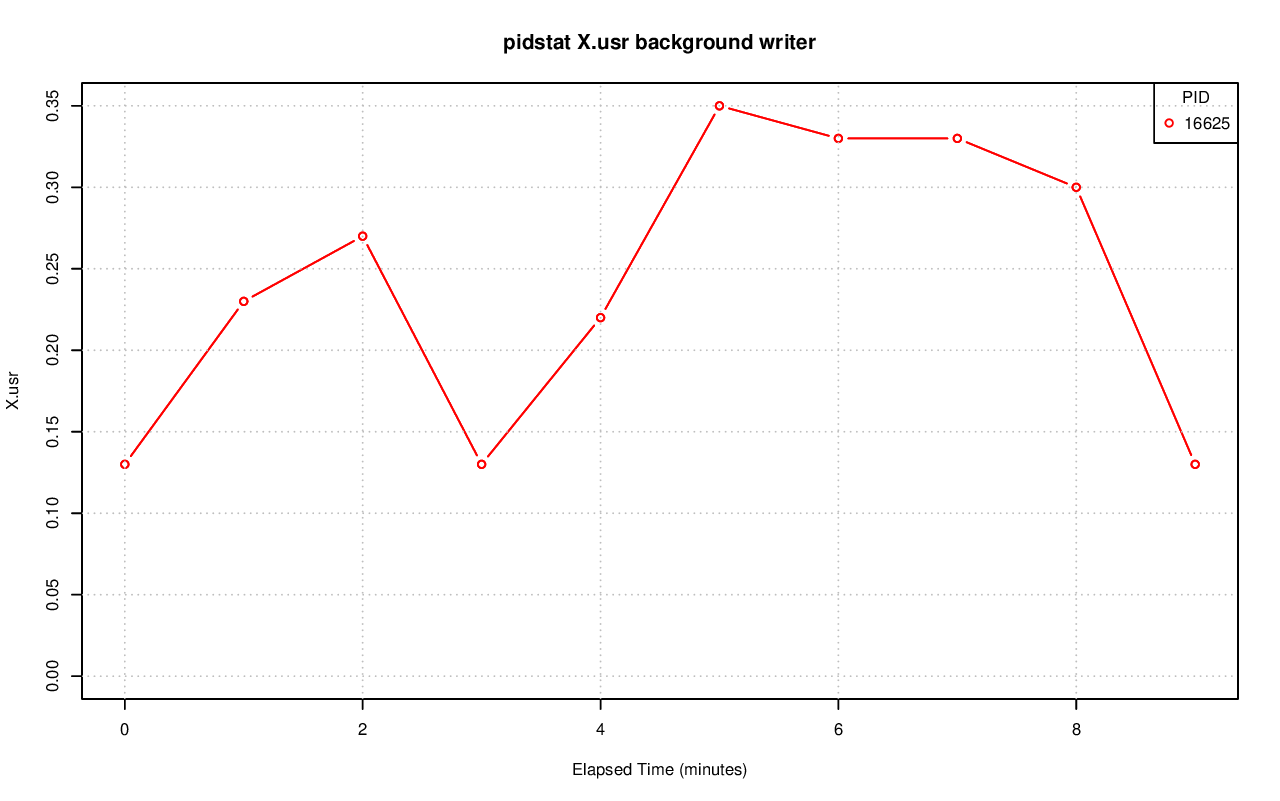 pidstat X.usr background writer
PID
16625
0.35
0.30
0.25
0.20
0.15
0.10
0.05
0.00
X.usr
0 2 4 6 8
Elapsed Time (minutes)